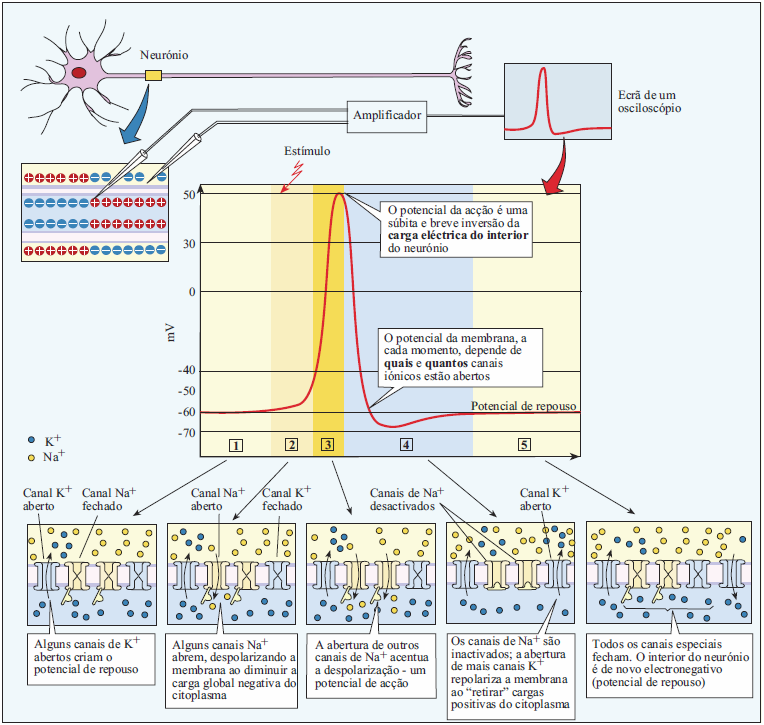 Neurónio
Amplificador
Ecrã de um
osciloscópio
Estímulo
50
30
0
-40
-50
-60
-70
mV
O potencial da acção é uma
súbita e breve inversão da
carga eléctrica do interior
do neurónio
O potencial da membrana, a
cada momento, depende de
quais e quantos canais
iónicos estão abertos
Potencial de repouso
1
2
3
4
5
K+
Na+
Canal K+
aberto
Canal Na+
fechado
Canal Na+
aberto
Canal K+
fechado
Canais de Na+
desactivados
Canal K+
aberto
Alguns canais de K+
abertos criam o
potencial de repouso
Alguns canais Na+
abrem, despolarizando a
membrana ao diminuir a
carga global negativa do
citoplasma
A abertura de outros
canais de Na+ acentua
a despolarização - um
potencial de acção
Os canais de Na+ são
inactivados; a abertura
de mais canais K+
repolariza a membrana
ao “retirar” cargas
positivas do citoplasma
Todos os canais especiais
fecham. O interior do neurónio
é de novo electronegativo
(potencial de repouso)